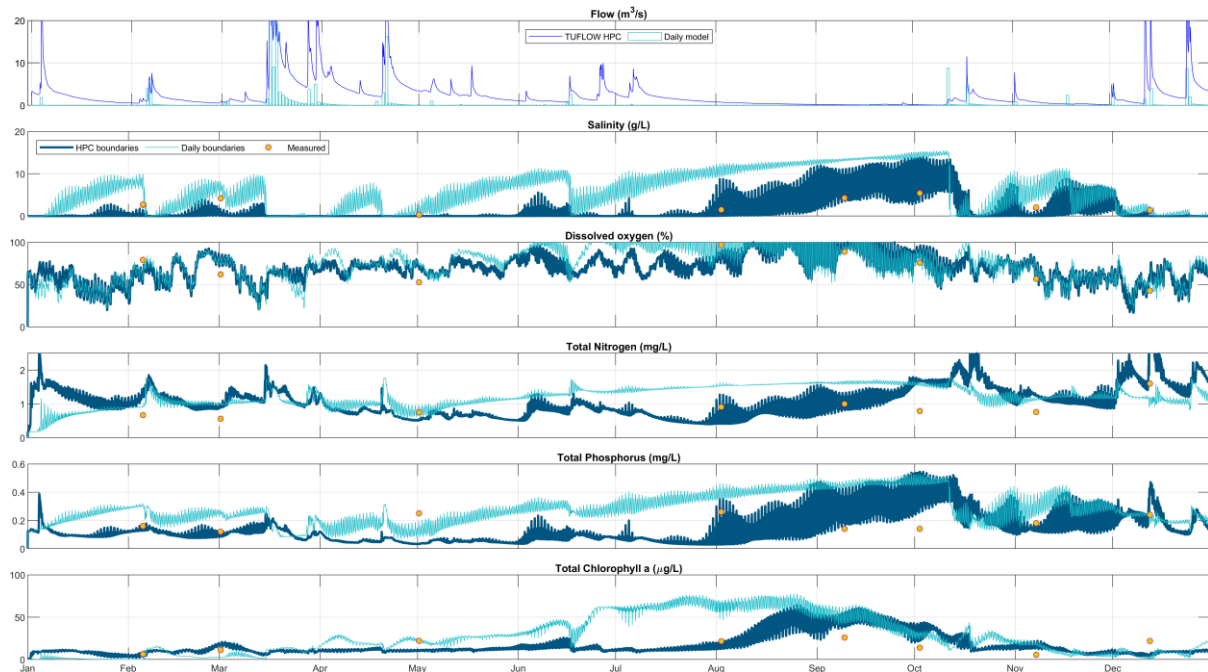 Flow (m³/s)
20
10
0
TUFLOW HPC
Daily model
Salinity (g/L)
20
10
0
HPC boundaries
Daily boundaries
Measured
Dissolved oxygen (%)
100
50
0
Total Nitrogen (mg/L)
2
1
0
Total Phosphorus (mg/L)
0.6
0.4
0.2
0
Total Chlorophyll a (μg/L)
100
50
0
Jan Feb Mar Apr May Jun Jul Aug Sep Oct Nov Dec